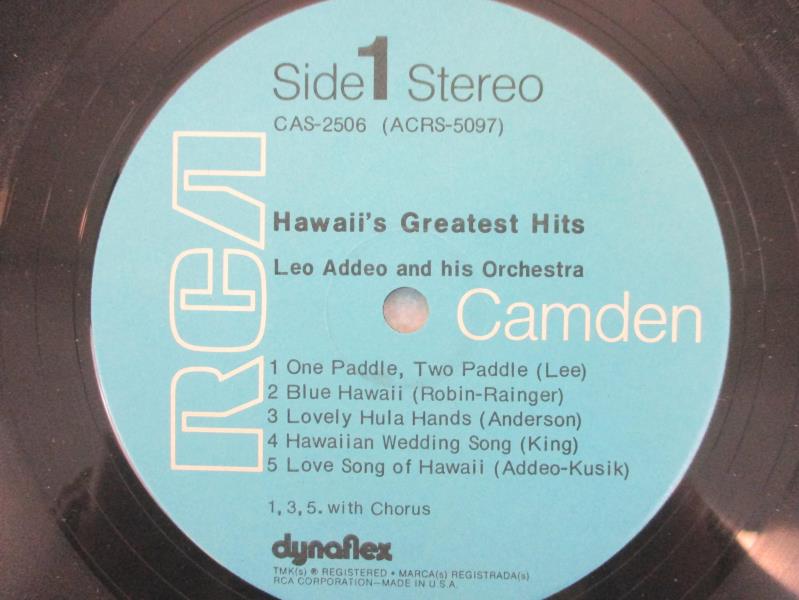 Side 1 Stereo
CAS-2506 (ACRS-5097)
RCA
Hawaii's Greatest Hits
Leo Addeo and his Orchestra
Camden
1 One Paddle, Two Paddle (Lee)
2 Blue Hawaii (Robin-Rainger)
3 Lovely Hula Hands (Anderson)
4 Hawaiian Wedding Song (King)
5 Love Song of Hawaii (Addeo-Kusik)
1, 3, 5. with Chorus
dynaflex
TMK(s) ® REGISTERED • MARCA(s) REGISTRADA(s)
RCA CORPORATION—MADE IN U.S.A.